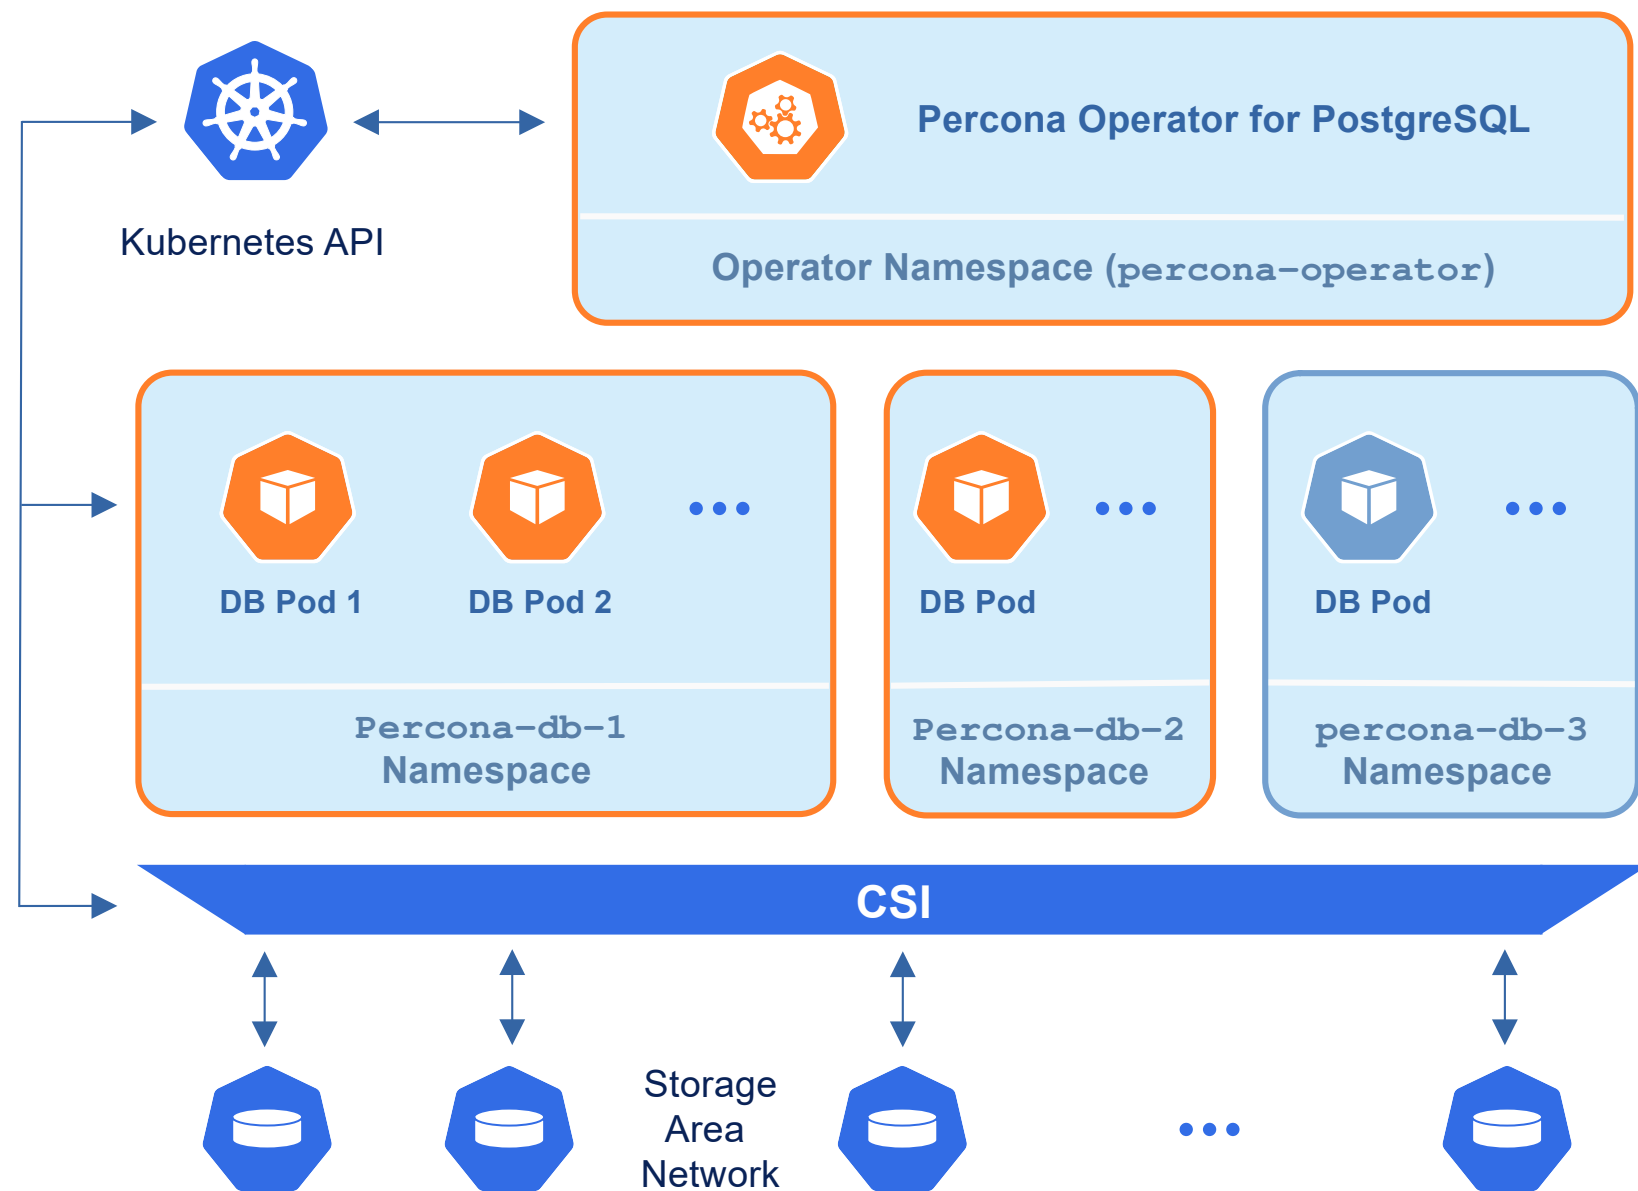 Percona Operator for PostgreSQL
Kubernetes API
Operator Namespace (percona-operator)
DB Pod 1
DB Pod 2
DB Pod
DB Pod
Percona-db-1
Namespace
Percona-db-2
Namespace
percona-db-3
Namespace
CSI
Storage
Area
Network